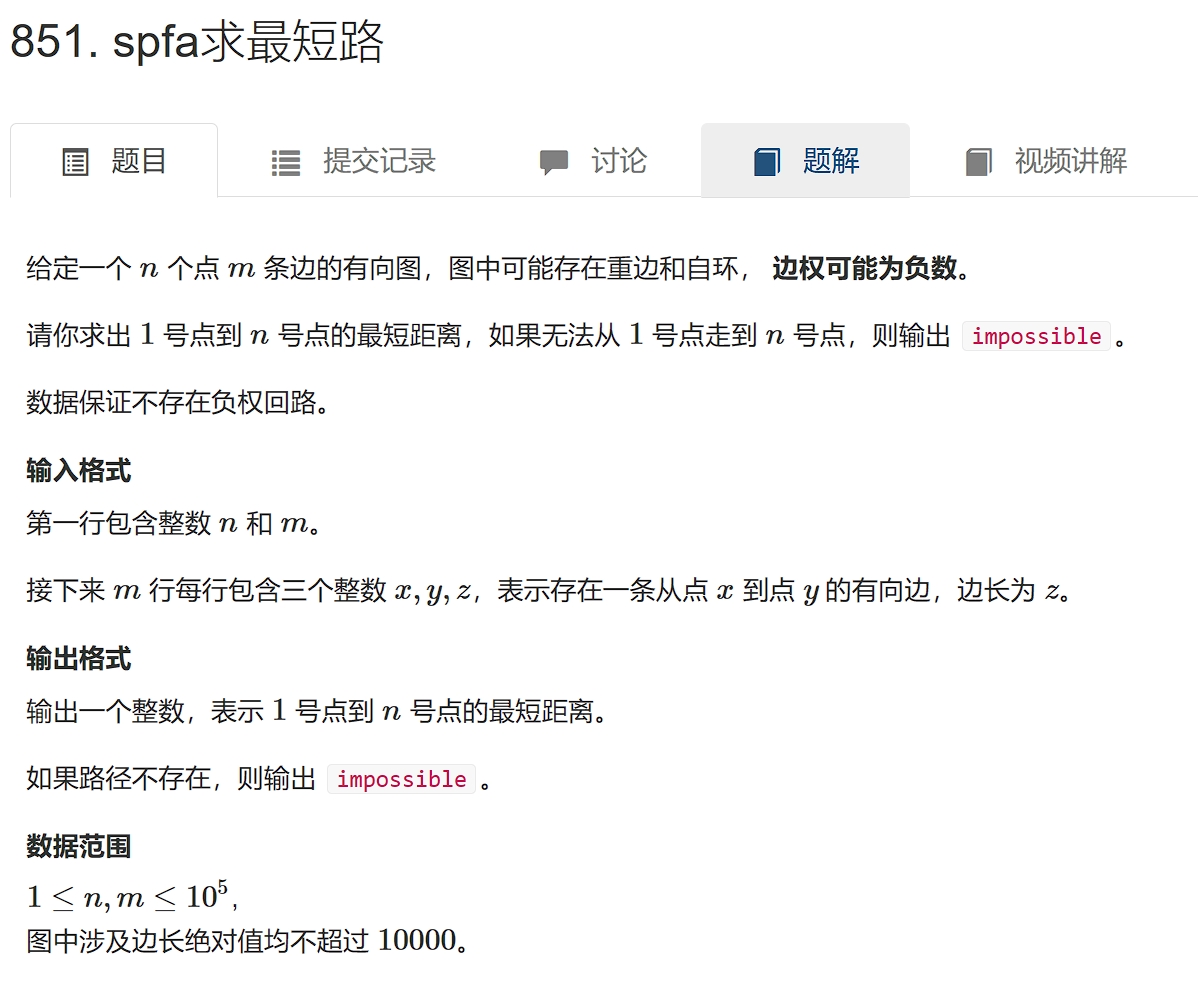 851. spfa求最短路
题目 提交记录 讨论 题解 视频讲解
给定一个 n 个点 m 条边的有向图，图中可能存在重边和自环， 边权可能为负数。
请你求出 1 号点到 n 号点的最短距离，如果无法从 1 号点走到 n 号点，则输出 impossible。
数据保证不存在负权回路。
输入格式
第一行包含整数 n 和 m。
接下来 m 行每行包含三个整数 x,y,z，表示存在一条从点 x 到点 y 的有向边，边长为 z。
输出格式
输出一个整数，表示 1 号点到 n 号点的最短距离。
如果路径不存在，则输出 impossible。
数据范围
1 ≤ n,m ≤ 10⁵,
图中涉及边长绝对值均不超过 10000。